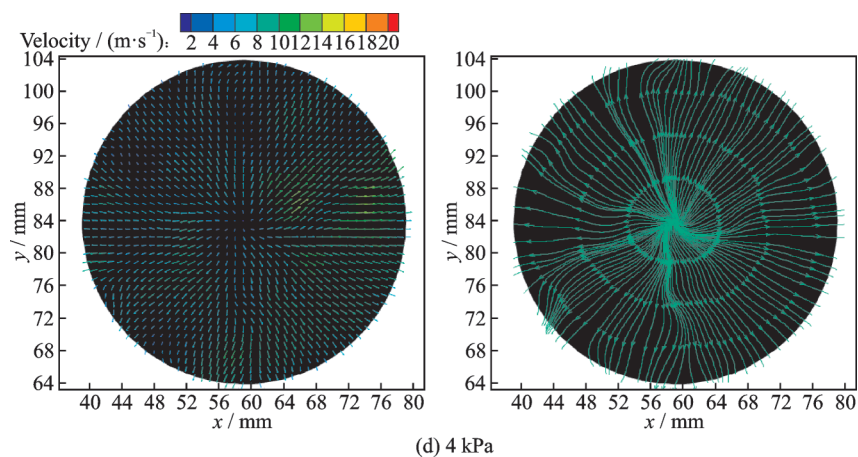 Velocity / (m·s⁻¹): 2 4 6 8 10 12 14 16 18 20
104 104
100 100
96 96
92 92
88 88
y / mm 84 y / mm 84
80 80
76 76
72 72
68 68
64 64
40 44 48 52 56 60 64 68 72 76 80 40 44 48 52 56 60 64 68 72 76 80
x / mm x / mm
(d) 4 kPa